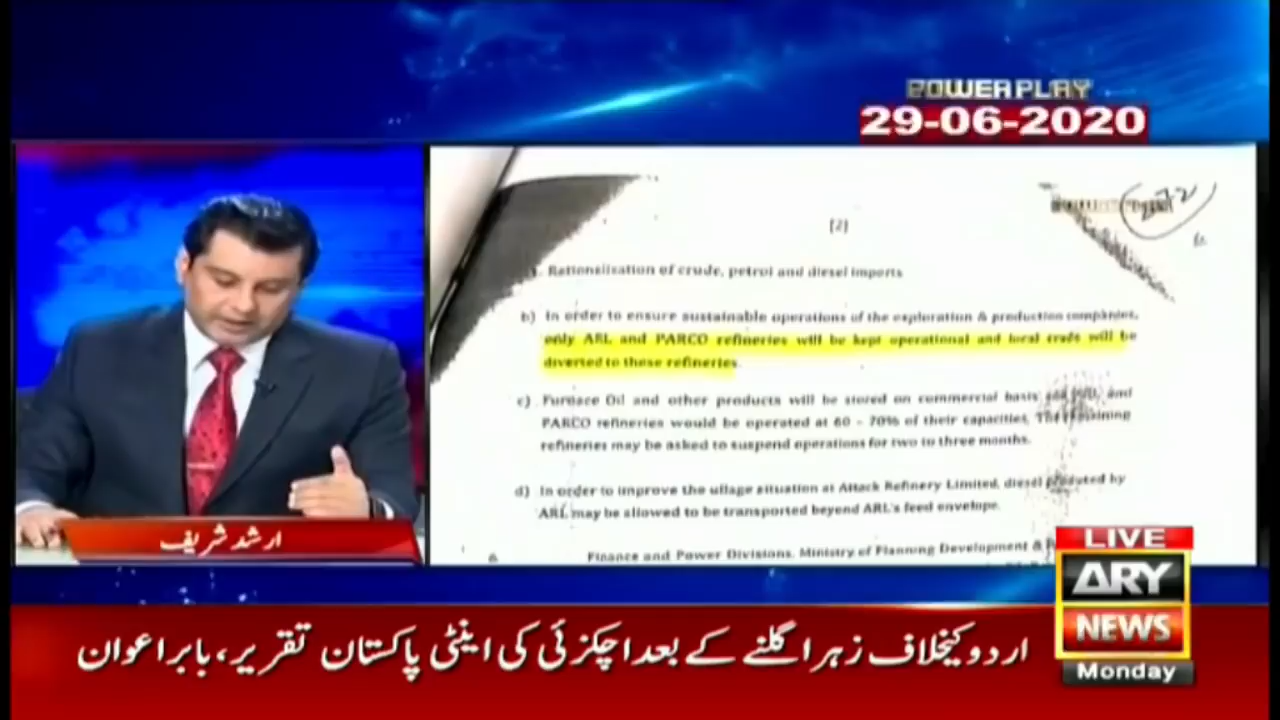 POWERPLAY
29-06-2020
[2]
Rationalisation of crude, petrol and diesel imports
b) In order to ensure sustainable operations of the exploration & production companies,
only ARL and PARCO refineries will be kept operational and local crude will be
diverted to these refineries.
c) Furnace Oil and other products will be stored on commercial basis and
PARCO refineries would be operated at 60 - 70% of their capacities, The remaining
refineries may be asked to suspend operations for two to three months.
d) In order to improve the ullage situation at Attack Refinery Limited, diesel produced by
ARL may be allowed to be transported beyond ARL's feed envelope.
Finance and Power Divisions, Ministry of Planning Development &
ارشد شریف
LIVE
ARY
NEWS
Monday
اردو کیخلاف زہر اگلنے کے بعد اچکزئی کی اینٹی پاکستان تقریر، بابر اعوان